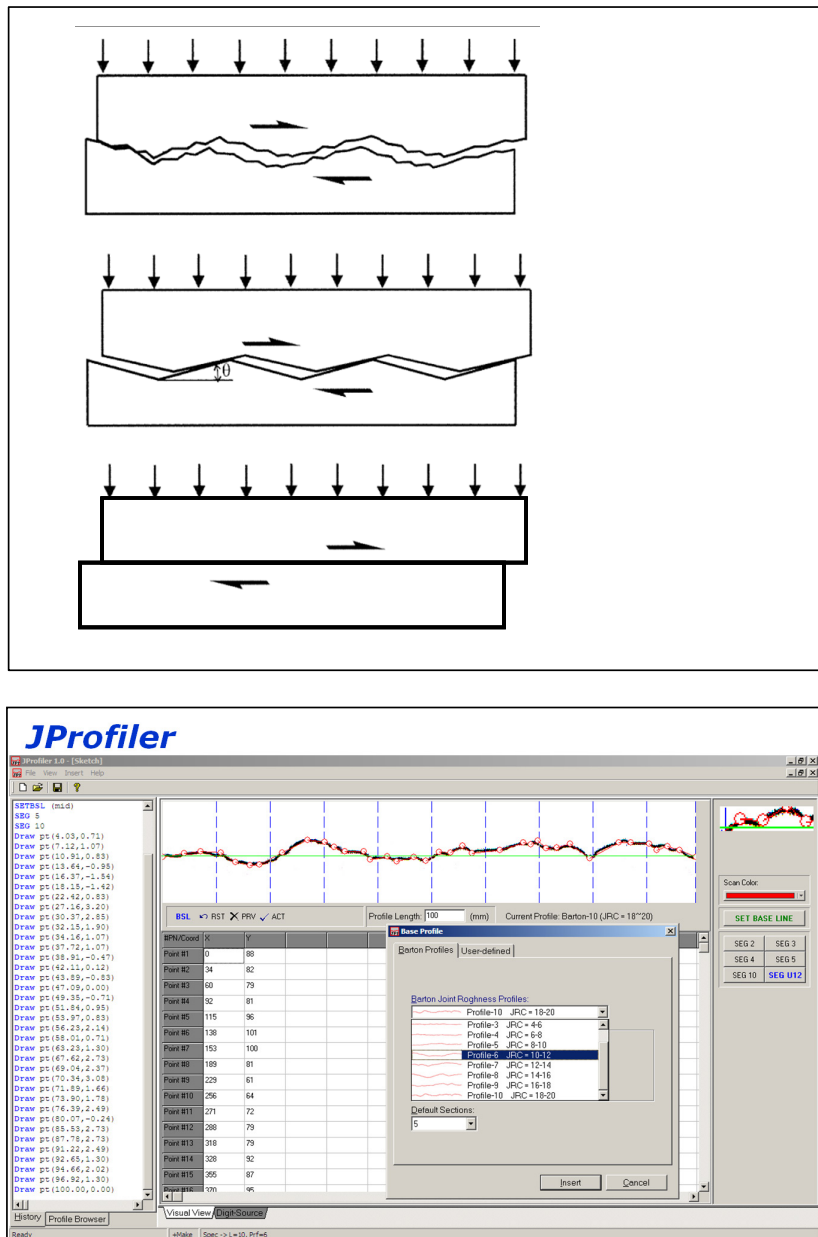 θ
JProfiler
JProfiler 1.0 - [Sketch]
File View Insert Help
SETBSL (mid)
SEG 5
SEG 10
Draw pt(4.03,0.71)
Draw pt(7.12,1.07)
Draw pt(10.91,0.83)
Draw pt(13.64,-0.95)
Draw pt(16.37,-1.54)
Draw pt(18.15,-1.42)
Draw pt(22.42,0.83)
Draw pt(27.16,3.20)
Draw pt(30.37,2.85)
Draw pt(32.15,1.90)
Draw pt(34.16,1.07)
Draw pt(37.72,1.07)
Draw pt(38.91,-0.47)
Draw pt(42.11,0.12)
Draw pt(43.89,-0.83)
Draw pt(47.09,0.00)
Draw pt(49.35,-0.71)
Draw pt(51.84,0.95)
Draw pt(53.97,0.83)
Draw pt(56.23,2.14)
Draw pt(58.01,0.71)
Draw pt(63.23,1.30)
Draw pt(67.62,2.73)
Draw pt(69.04,2.37)
Draw pt(70.34,3.08)
Draw pt(71.89,1.66)
Draw pt(73.90,1.78)
Draw pt(76.39,2.49)
Draw pt(80.07,-0.24)
Draw pt(85.53,2.73)
Draw pt(87.78,2.73)
Draw pt(91.22,2.49)
Draw pt(92.65,1.30)
Draw pt(94.66,2.02)
Draw pt(96.92,1.30)
Draw pt(100.00,0.00)
History Profile Browser
BSL RST PRV ACT Profile Length: 100 (mm) Current Profile: Barton-10 (JRC = 18~20)
#PN/Coord X Y
Point #1 0 88
Point #2 34 82
Point #3 60 79
Point #4 92 81
Point #5 115 96
Point #6 138 101
Point #7 153 100
Point #8 189 81
Point #9 229 61
Point #10 256 64
Point #11 271 72
Point #12 288 79
Point #13 318 79
Point #14 328 92
Point #15 355 87
Point #16 370 95
Visual View Digit-Source
Base Profile
Barton Profiles User-defined
Barton Joint Roghness Profiles:
Profile-10 JRC = 18-20
Profile-3 JRC = 4-6
Profile-4 JRC = 6-8
Profile-5 JRC = 8-10
Profile-6 JRC = 10-12
Profile-7 JRC = 12-14
Profile-8 JRC = 14-16
Profile-9 JRC = 16-18
Profile-10 JRC = 18-20
Default Sections:
5
Insert Cancel
Scan Color:
SET BASE LINE
SEG 2 SEG 3
SEG 4 SEG 5
SEG 10 SEG U12
Ready +Make Spec -> L=10, Prf=6